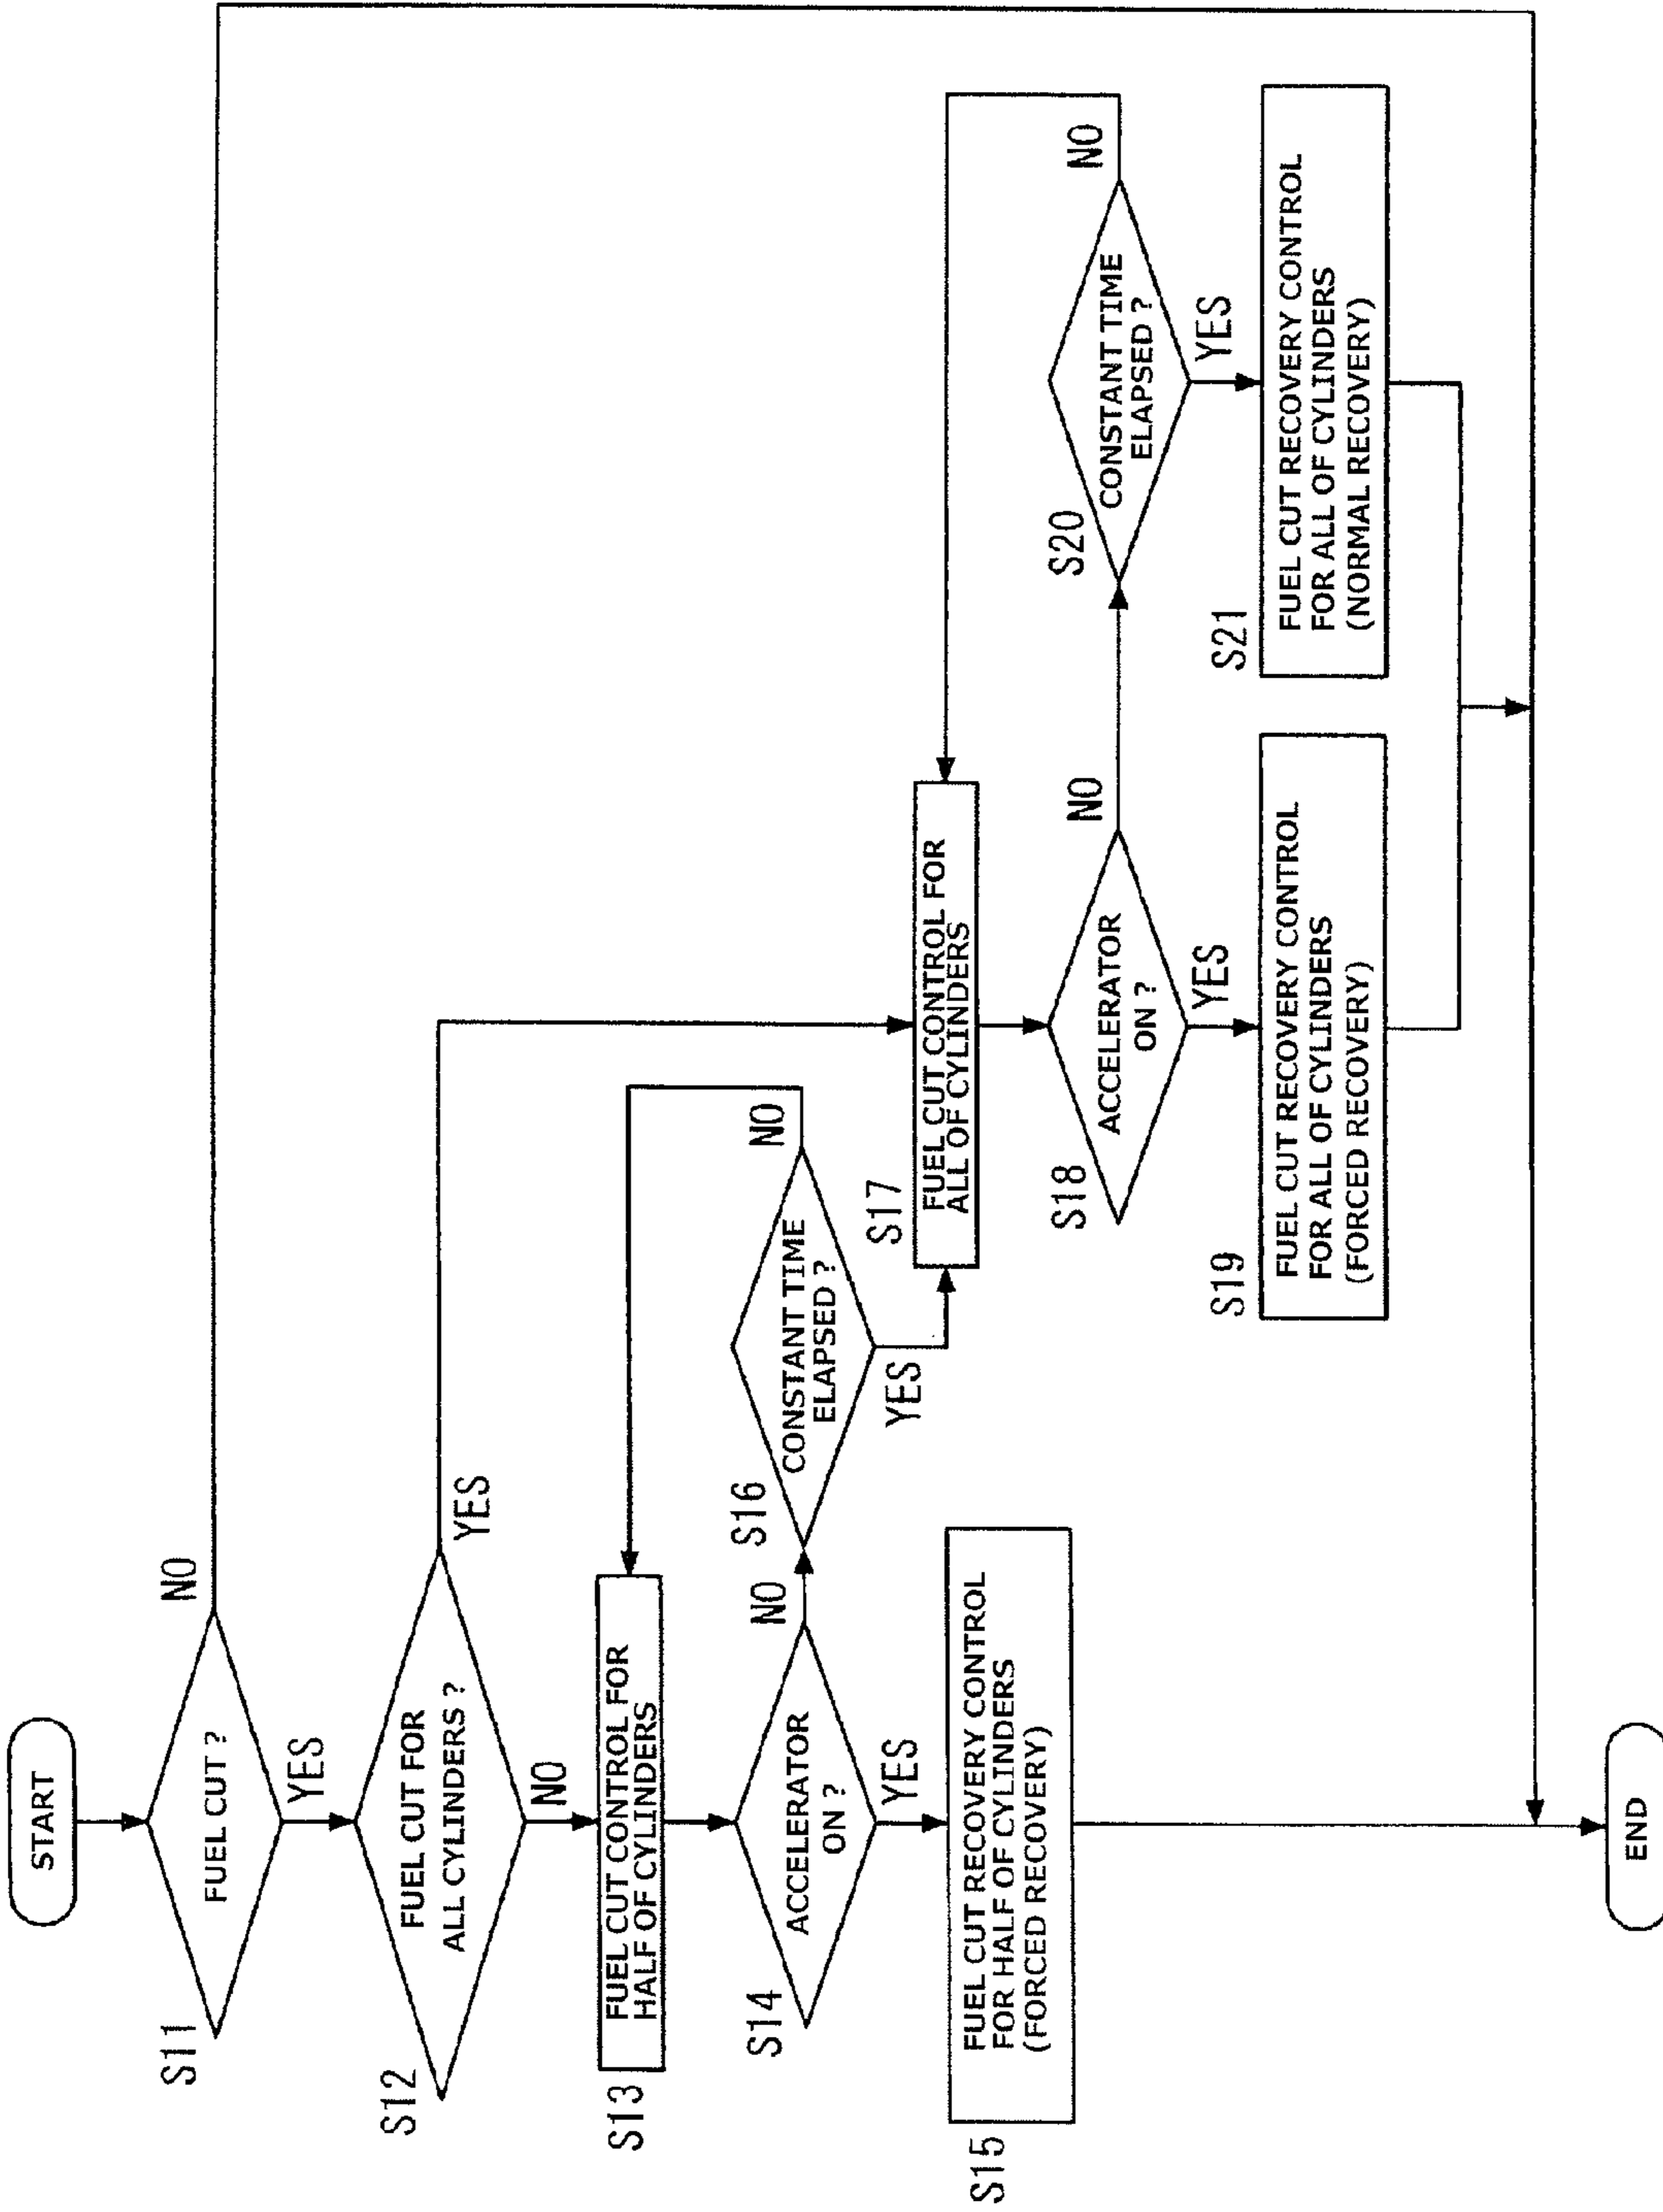 START
S11
FUEL CUT ?
NO
YES
S12
FUEL CUT FOR
ALL CYLINDERS ?
YES
NO
S13
FUEL CUT CONTROL FOR
HALF OF CYLINDERS
S14
ACCELERATOR
ON ?
NO
YES
S15
FUEL CUT RECOVERY CONTROL
FOR HALF OF CYLINDERS
(FORCED RECOVERY)
S16
CONSTANT TIME
ELAPSED ?
NO
YES
S17
FUEL CUT CONTROL FOR
ALL OF CYLINDERS
S18
ACCELERATOR
ON ?
NO
YES
S19
FUEL CUT RECOVERY CONTROL
FOR ALL OF CYLINDERS
(FORCED RECOVERY)
S20
CONSTANT TIME
ELAPSED ?
NO
YES
S21
FUEL CUT RECOVERY CONTROL
FOR ALL OF CYLINDERS
(NORMAL RECOVERY)
END